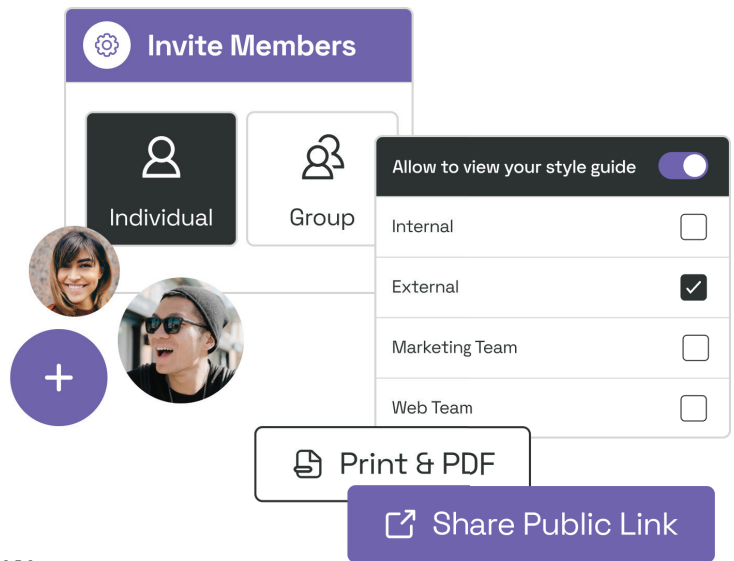 Invite Members
Individual
Group
Allow to view your style guide
Internal
External
Marketing Team
Web Team
Print & PDF
Share Public Link